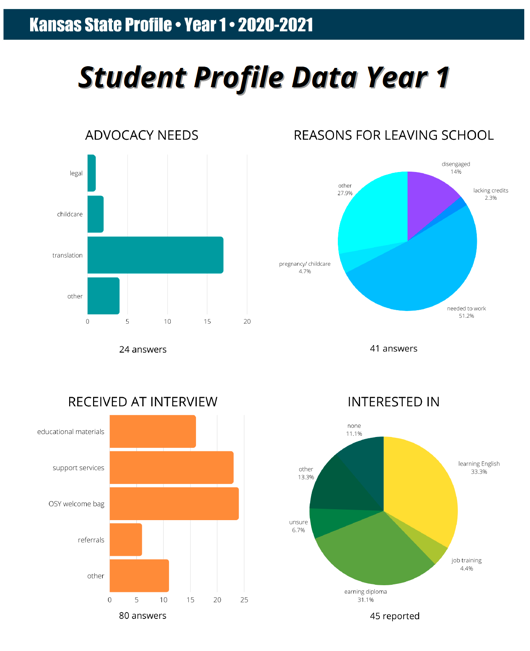 Kansas State Profile • Year 1 • 2020-2021
Student Profile Data Year 1
ADVOCACY NEEDS
legal
childcare
translation
other
0 5 10 15 20
24 answers
REASONS FOR LEAVING SCHOOL
disengaged
14%
lacking credits
2.3%
other
27.9%
pregnancy/ childcare
4.7%
needed to work
51.2%
41 answers
RECEIVED AT INTERVIEW
educational materials
support services
OSY welcome bag
referrals
other
0 5 10 15 20 25
80 answers
INTERESTED IN
none
11.1%
learning English
33.3%
other
13.3%
unsure
6.7%
job training
4.4%
earning diploma
31.1%
45 reported